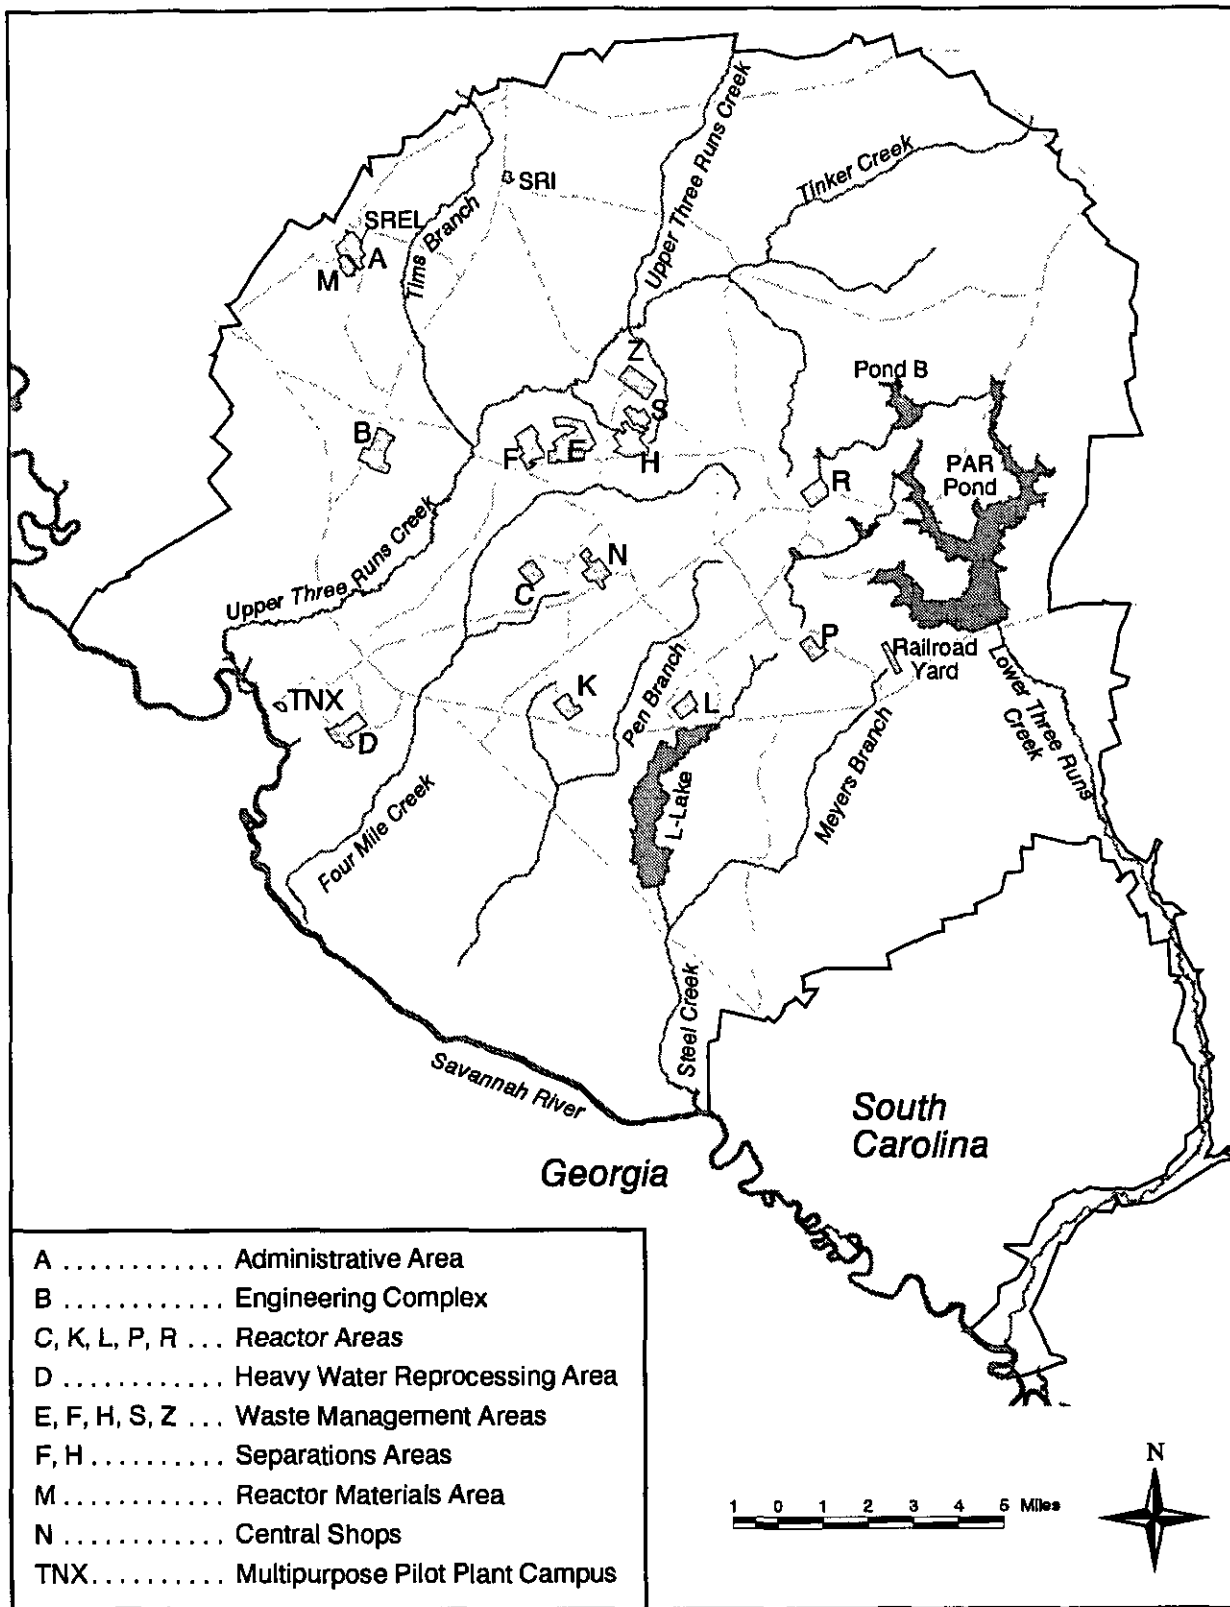 Upper Three Runs Creek
Tinker Creek
SRI
SREL
Tims Branch
A
M
Z
Pond B
S
B
F
E
H
R
PAR
Pond
N
C
Upper Three Runs Creek
P
Railroad
Yard
Lower Three Runs
Creek
Pen Branch
TNX
K
L
D
L-Lake
Meyers Branch
Four Mile Creek
Steel Creek
Savannah River
South
Carolina
Georgia
A ............ Administrative Area
B ............ Engineering Complex
C, K, L, P, R ... Reactor Areas
D ............ Heavy Water Reprocessing Area
E, F, H, S, Z ... Waste Management Areas
F, H .......... Separations Areas
M ............ Reactor Materials Area
N ............ Central Shops
TNX .......... Multipurpose Pilot Plant Campus
N
1 0 1 2 3 4 5 Miles